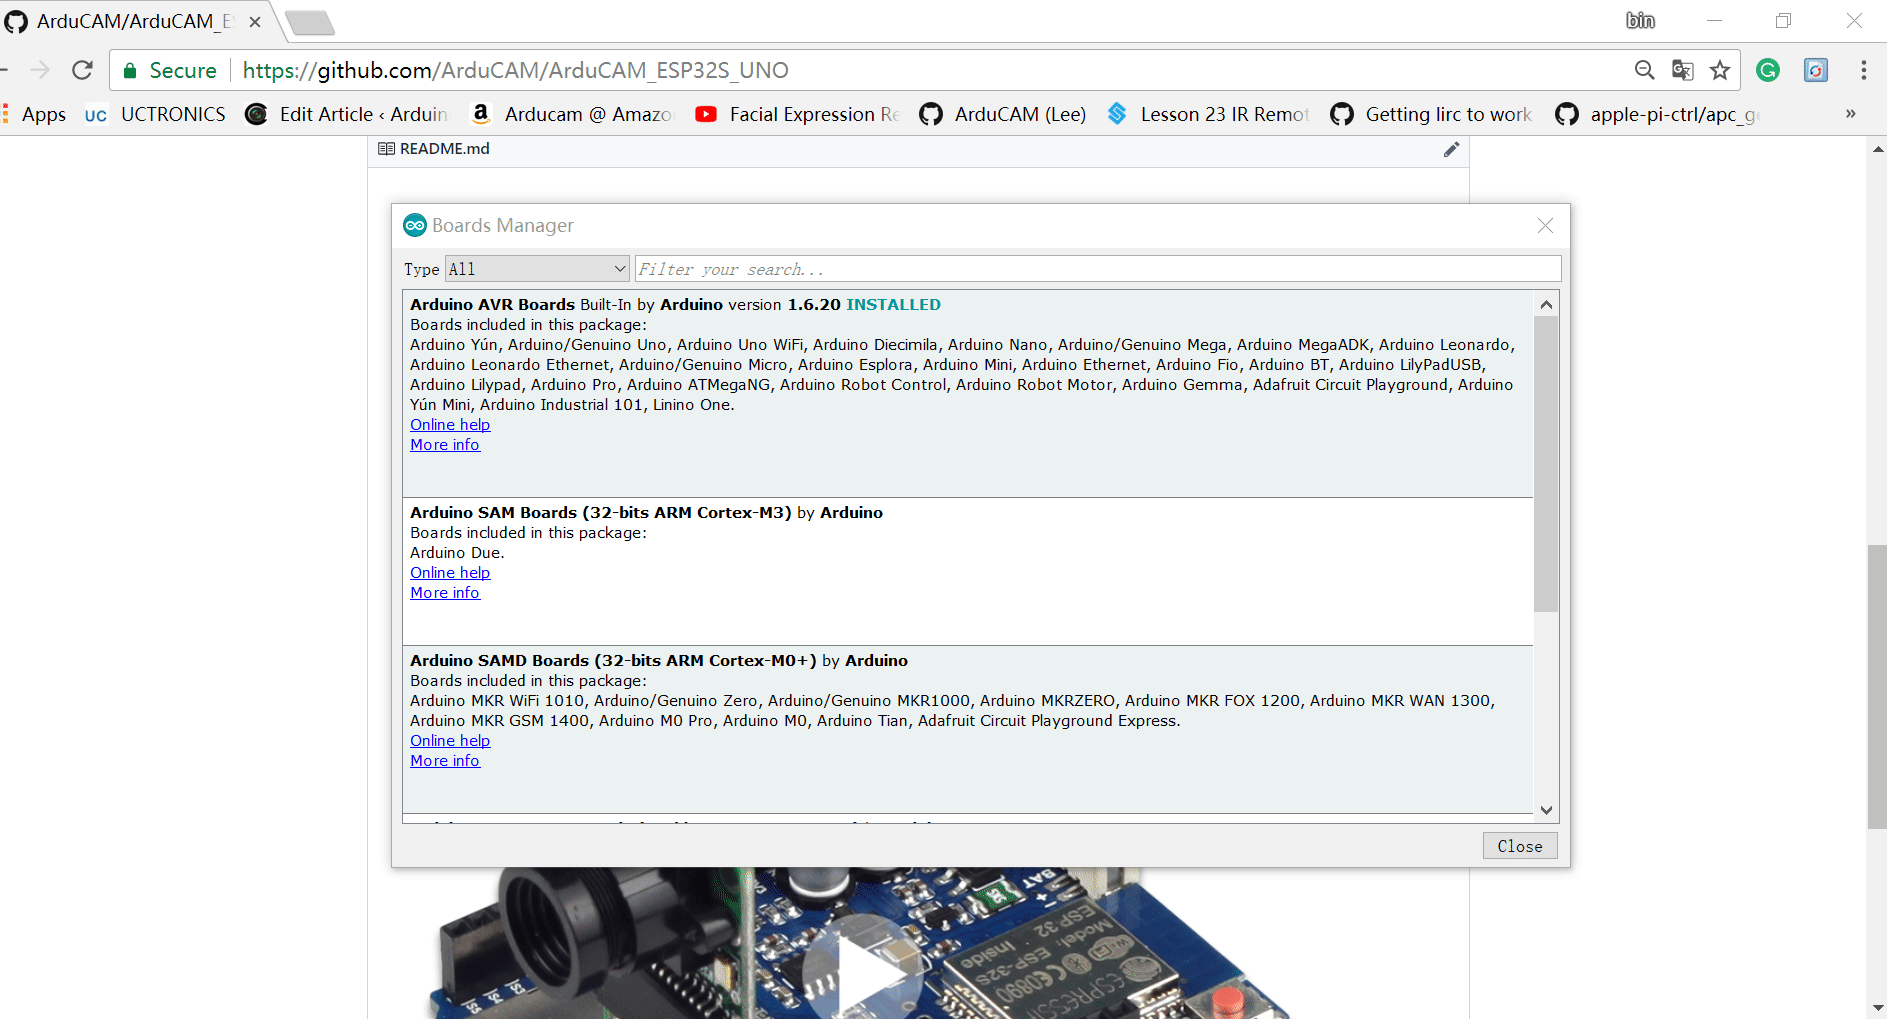 ArduCAM/ArduCAM_ES
bin
Secure
https://github.com/ArduCAM/ArduCAM_ESP32S_UNO
Apps
UC UCTRONICS
Edit Article ‹ Arduin
Arducam @ Amazo
Facial Expression Re
ArduCAM (Lee)
Lesson 23 IR Remot
Getting lirc to work
apple-pi-ctrl/apc_ge
»
README.md
Boards Manager
Type All Filter your search...
Arduino AVR Boards Built-In by Arduino version 1.6.20 INSTALLED
Boards included in this package:
Arduino Yún, Arduino/Genuino Uno, Arduino Uno WiFi, Arduino Diecimila, Arduino Nano, Arduino/Genuino Mega, Arduino MegaADK, Arduino Leonardo,
Arduino Leonardo Ethernet, Arduino/Genuino Micro, Arduino Esplora, Arduino Mini, Arduino Ethernet, Arduino Fio, Arduino BT, Arduino LilyPadUSB,
Arduino Lilypad, Arduino Pro, Arduino ATMegaNG, Arduino Robot Control, Arduino Robot Motor, Arduino Gemma, Adafruit Circuit Playground, Arduino
Yún Mini, Arduino Industrial 101, Linino One.
Online help
More info
Arduino SAM Boards (32-bits ARM Cortex-M3) by Arduino
Boards included in this package:
Arduino Due.
Online help
More info
Arduino SAMD Boards (32-bits ARM Cortex-M0+) by Arduino
Boards included in this package:
Arduino MKR WiFi 1010, Arduino/Genuino Zero, Arduino/Genuino MKR1000, Arduino MKRZERO, Arduino MKR FOX 1200, Arduino MKR WAN 1300,
Arduino MKR GSM 1400, Arduino M0 Pro, Arduino M0, Arduino Tian, Adafruit Circuit Playground Express.
Online help
More info
Close
BAT
+ -
ESP32
Inside
Model: ESP-32S
Wi-Fi
CE0890
ESPRESSIF